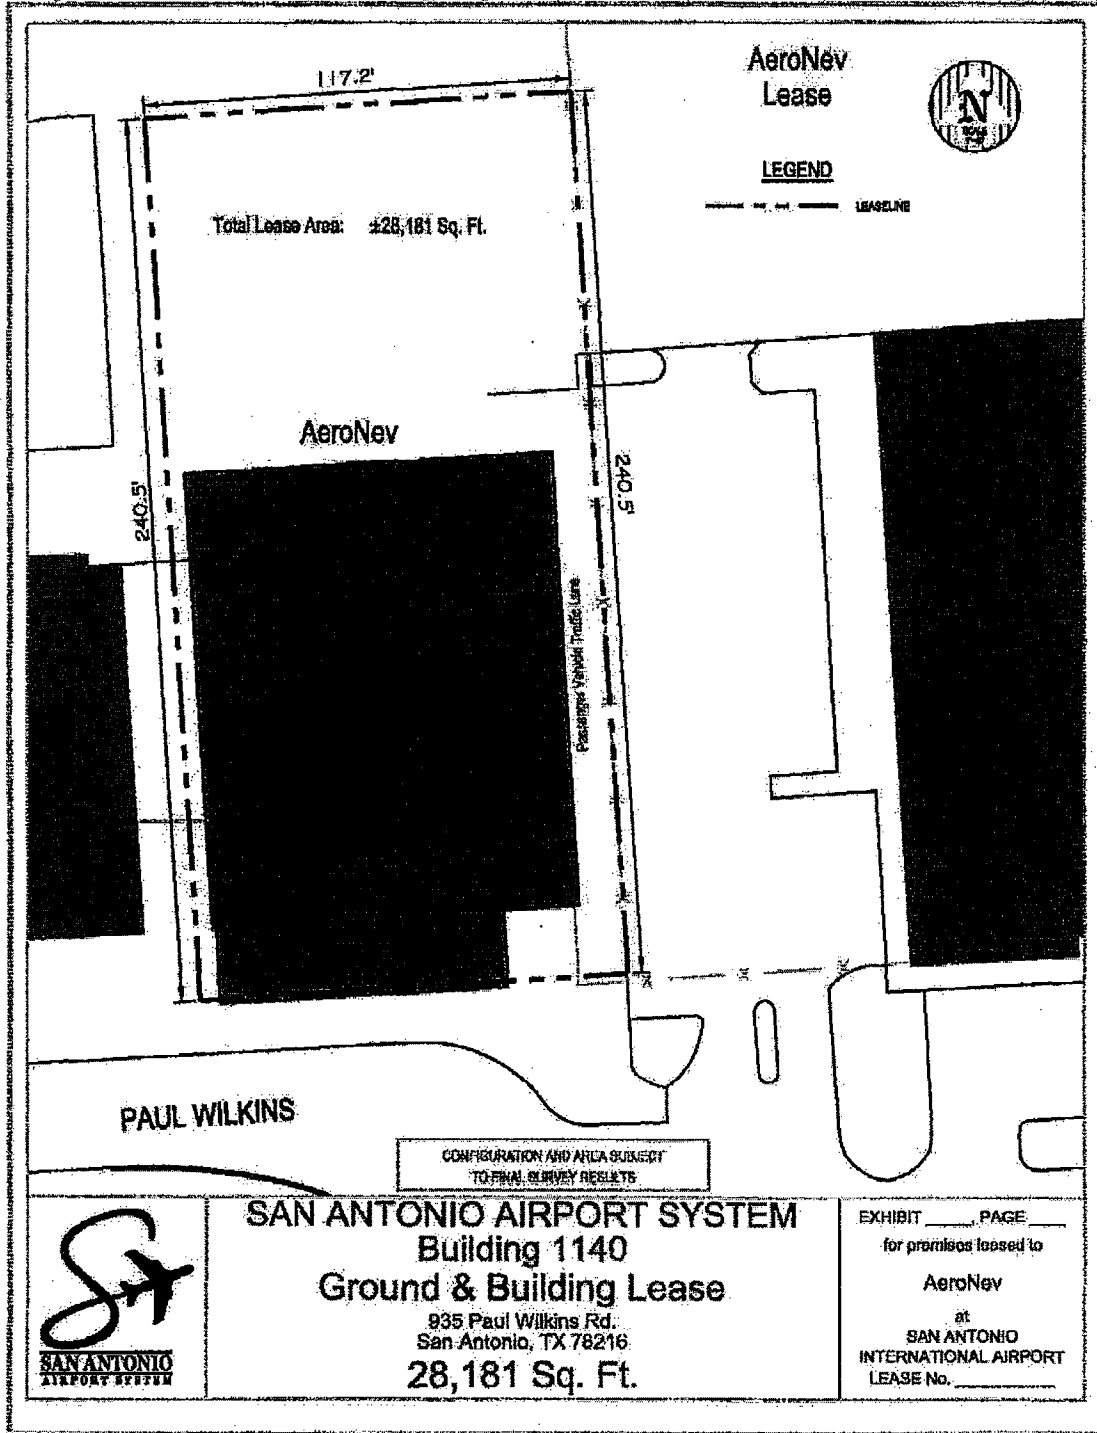 117.2'
AeroNev
Lease
N
SCALE
LEGEND
LEASELINE
Total Lease Area: ±28,181 Sq. Ft.
AeroNev
240.5'
240.5'
Passenger Vehicle Traffic Lane
PAUL WILKINS
CONFIGURATION AND AREA SUBJECT
TO FINAL SURVEY RESULTS
SAN ANTONIO
AIRPORT SYSTEM
SAN ANTONIO AIRPORT SYSTEM
Building 1140
Ground & Building Lease
935 Paul Wilkins Rd.
San Antonio, TX 78216
28,181 Sq. Ft.
EXHIBIT _____, PAGE ____
for premises leased to
AeroNev
at
SAN ANTONIO
INTERNATIONAL AIRPORT
LEASE No. __________